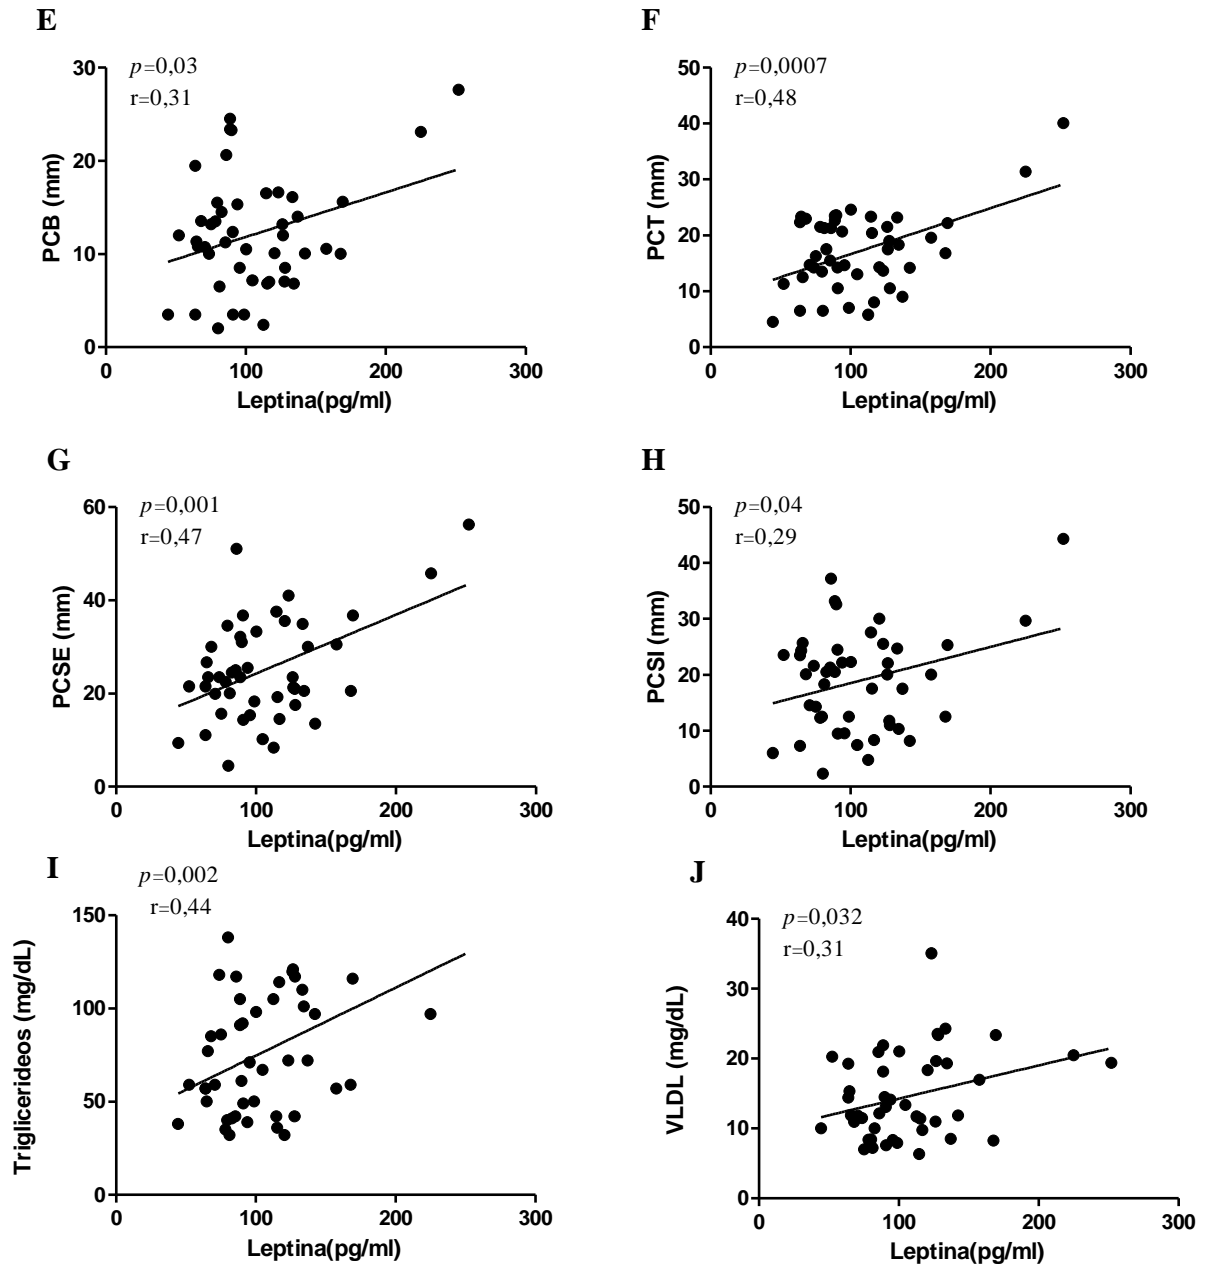 E
p=0,03
r=0,31
30
20
10
0
PCB (mm)
0 100 200 300
Leptina(pg/ml)
F
p=0,0007
r=0,48
50
40
30
20
10
0
PCT (mm)
0 100 200 300
Leptina(pg/ml)
G
p=0,001
r=0,47
60
40
20
0
PCSE (mm)
0 100 200 300
Leptina(pg/ml)
H
p=0,04
r=0,29
50
40
30
20
10
0
PCSI (mm)
0 100 200 300
Leptina(pg/ml)
I
p=0,002
r=0,44
150
100
50
0
Triglicerideos (mg/dL)
0 100 200 300
Leptina(pg/ml)
J
p=0,032
r=0,31
40
30
20
10
0
VLDL (mg/dL)
0 100 200 300
Leptina(pg/ml)